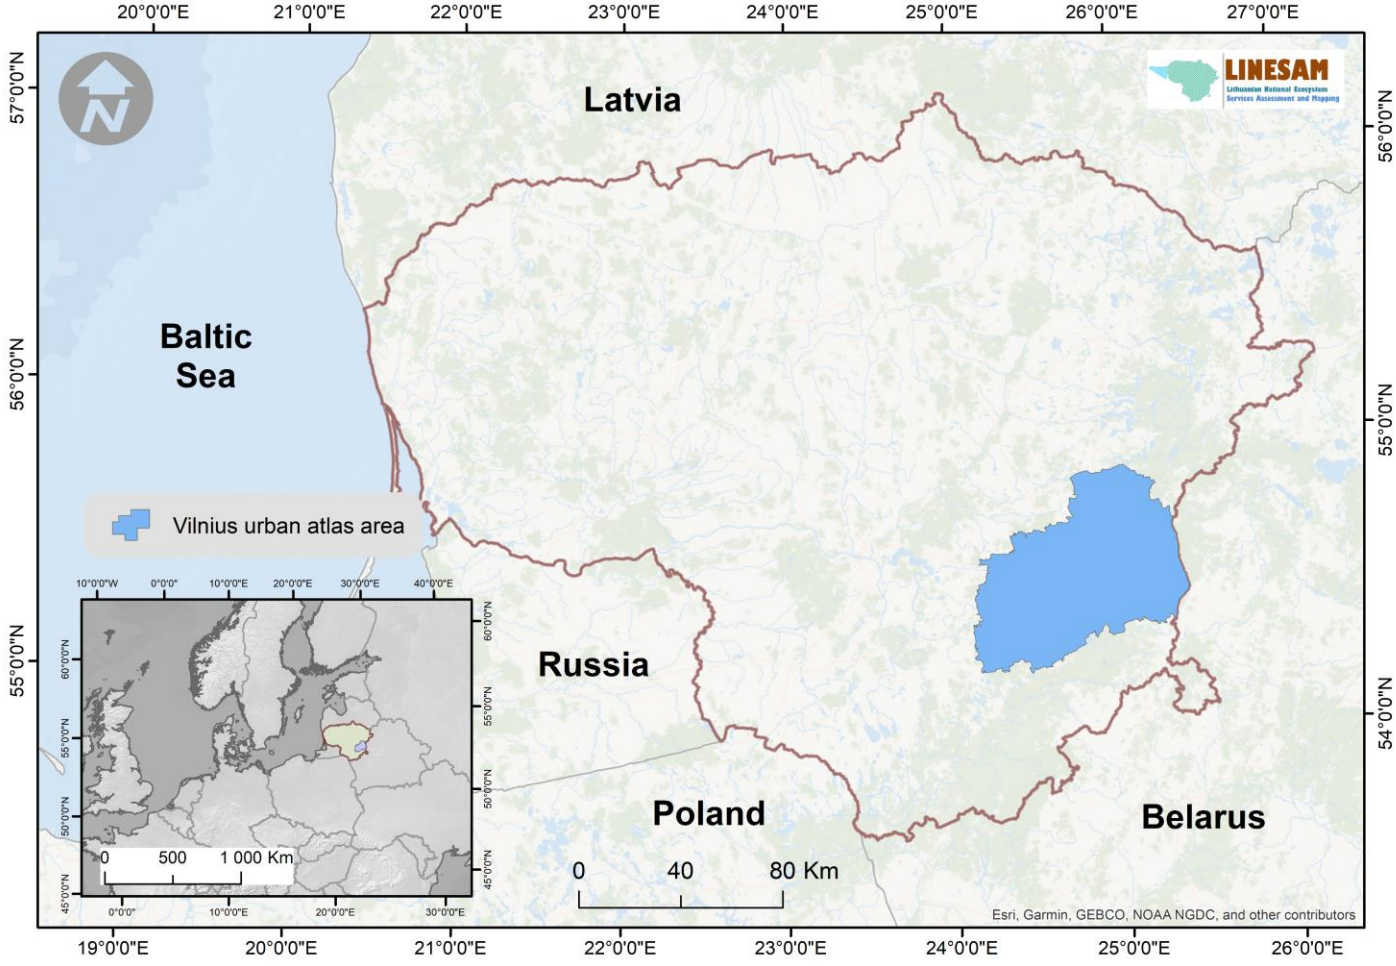 20°0'0"E 21°0'0"E 22°0'0"E 23°0'0"E 24°0'0"E 25°0'0"E 26°0'0"E 27°0'0"E
57°0'0"N
56°0'0"N
55°0'0"N
N
Latvia
LINESAM
Lithuanian National Ecosystem
Services Assessment and Mapping
56°0'0"N
55°0'0"N
54°0'0"N
Baltic
Sea
Vilnius urban atlas area
10°0'0"W 0°0'0" 10°0'0"E 20°0'0"E 30°0'0"E 40°0'0"E
60°0'0"N
55°0'0"N
50°0'0"N
45°0'0"N
60°0'0"N
55°0'0"N
50°0'0"N
45°0'0"N
0 500 1 000 Km
0°0'0" 10°0'0"E 20°0'0"E 30°0'0"E
Russia
Poland
Belarus
0 40 80 Km
Esri, Garmin, GEBCO, NOAA NGDC, and other contributors
19°0'0"E 20°0'0"E 21°0'0"E 22°0'0"E 23°0'0"E 24°0'0"E 25°0'0"E 26°0'0"E